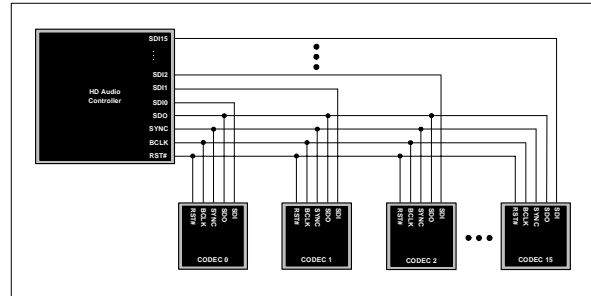 SDI15
SDI2
HD Audio
Controller
SDI1
SDI0
SDO
SYNC
BCLK
RST#
RST#
BCLK
SYNC
SDO
SDI
CODEC 0
RST#
BCLK
SYNC
SDO
SDI
CODEC 1
RST#
BCLK
SYNC
SDO
SDI
CODEC 2
RST#
BCLK
SYNC
SDO
SDI
CODEC 15